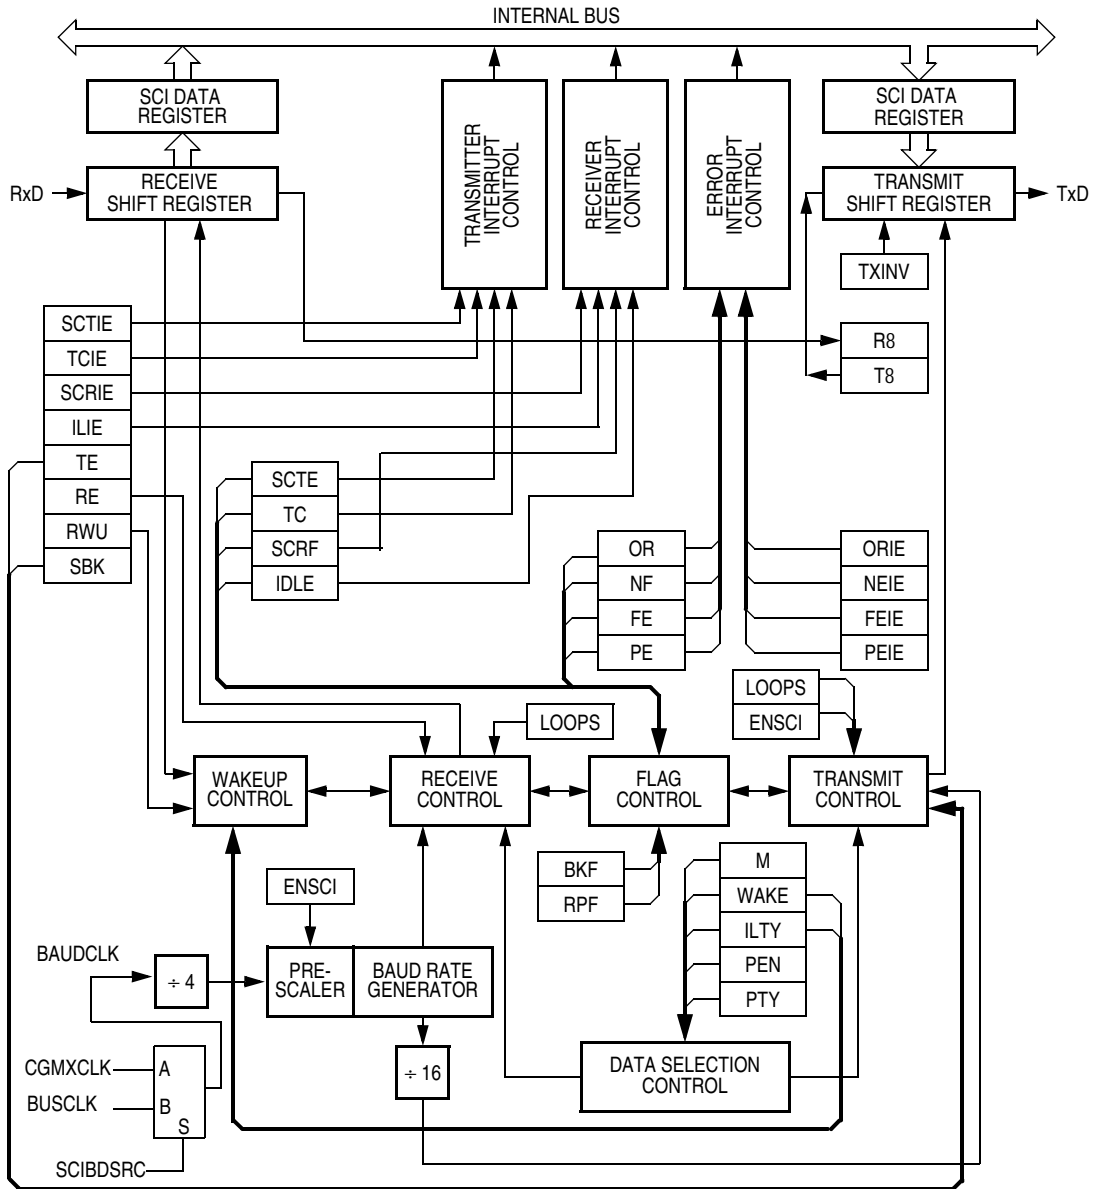 INTERNAL BUS
SCI DATA
REGISTER
SCI DATA
REGISTER
TRANSMITTER
INTERRUPT
CONTROL
RECEIVER
INTERRUPT
CONTROL
ERROR
INTERRUPT
CONTROL
RxD
RECEIVE
SHIFT REGISTER
TRANSMIT
SHIFT REGISTER
TxD
TXINV
SCTIE
TCIE
SCRIE
ILIE
TE
RE
RWU
SBK
R8
T8
SCTE
TC
SCRF
IDLE
OR
NF
FE
PE
ORIE
NEIE
FEIE
PEIE
LOOPS
LOOPS
ENSCI
WAKEUP
CONTROL
RECEIVE
CONTROL
FLAG
CONTROL
TRANSMIT
CONTROL
BKF
RPF
M
WAKE
ILTY
PEN
PTY
ENSCI
BAUDCLK
÷ 4
PRE-
SCALER
BAUD RATE
GENERATOR
÷ 16
DATA SELECTION
CONTROL
CGMXCLK
A
BUSCLK
B
S
SCIBDSRC